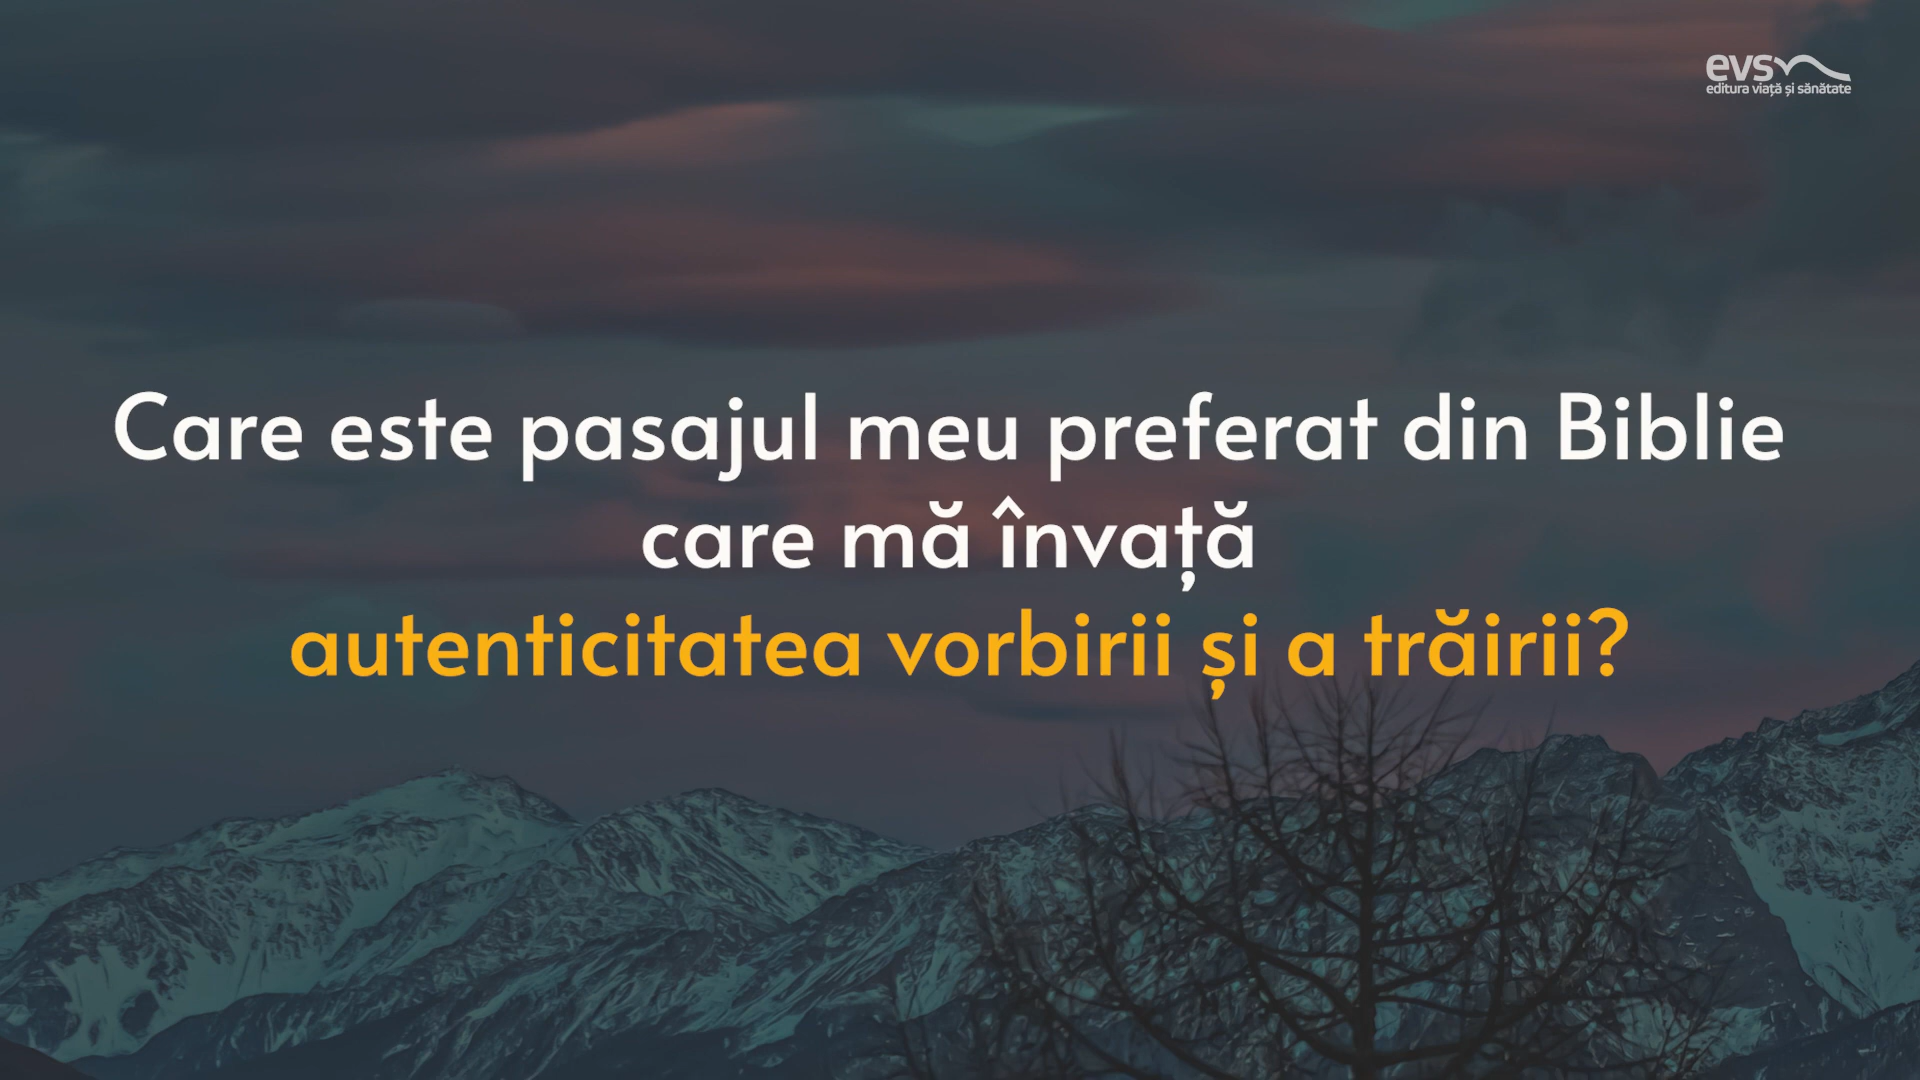 evs
editura viață și sănătate
Care este pasajul meu preferat din Biblie
care mă învață
autenticitatea vorbirii și a trăirii?